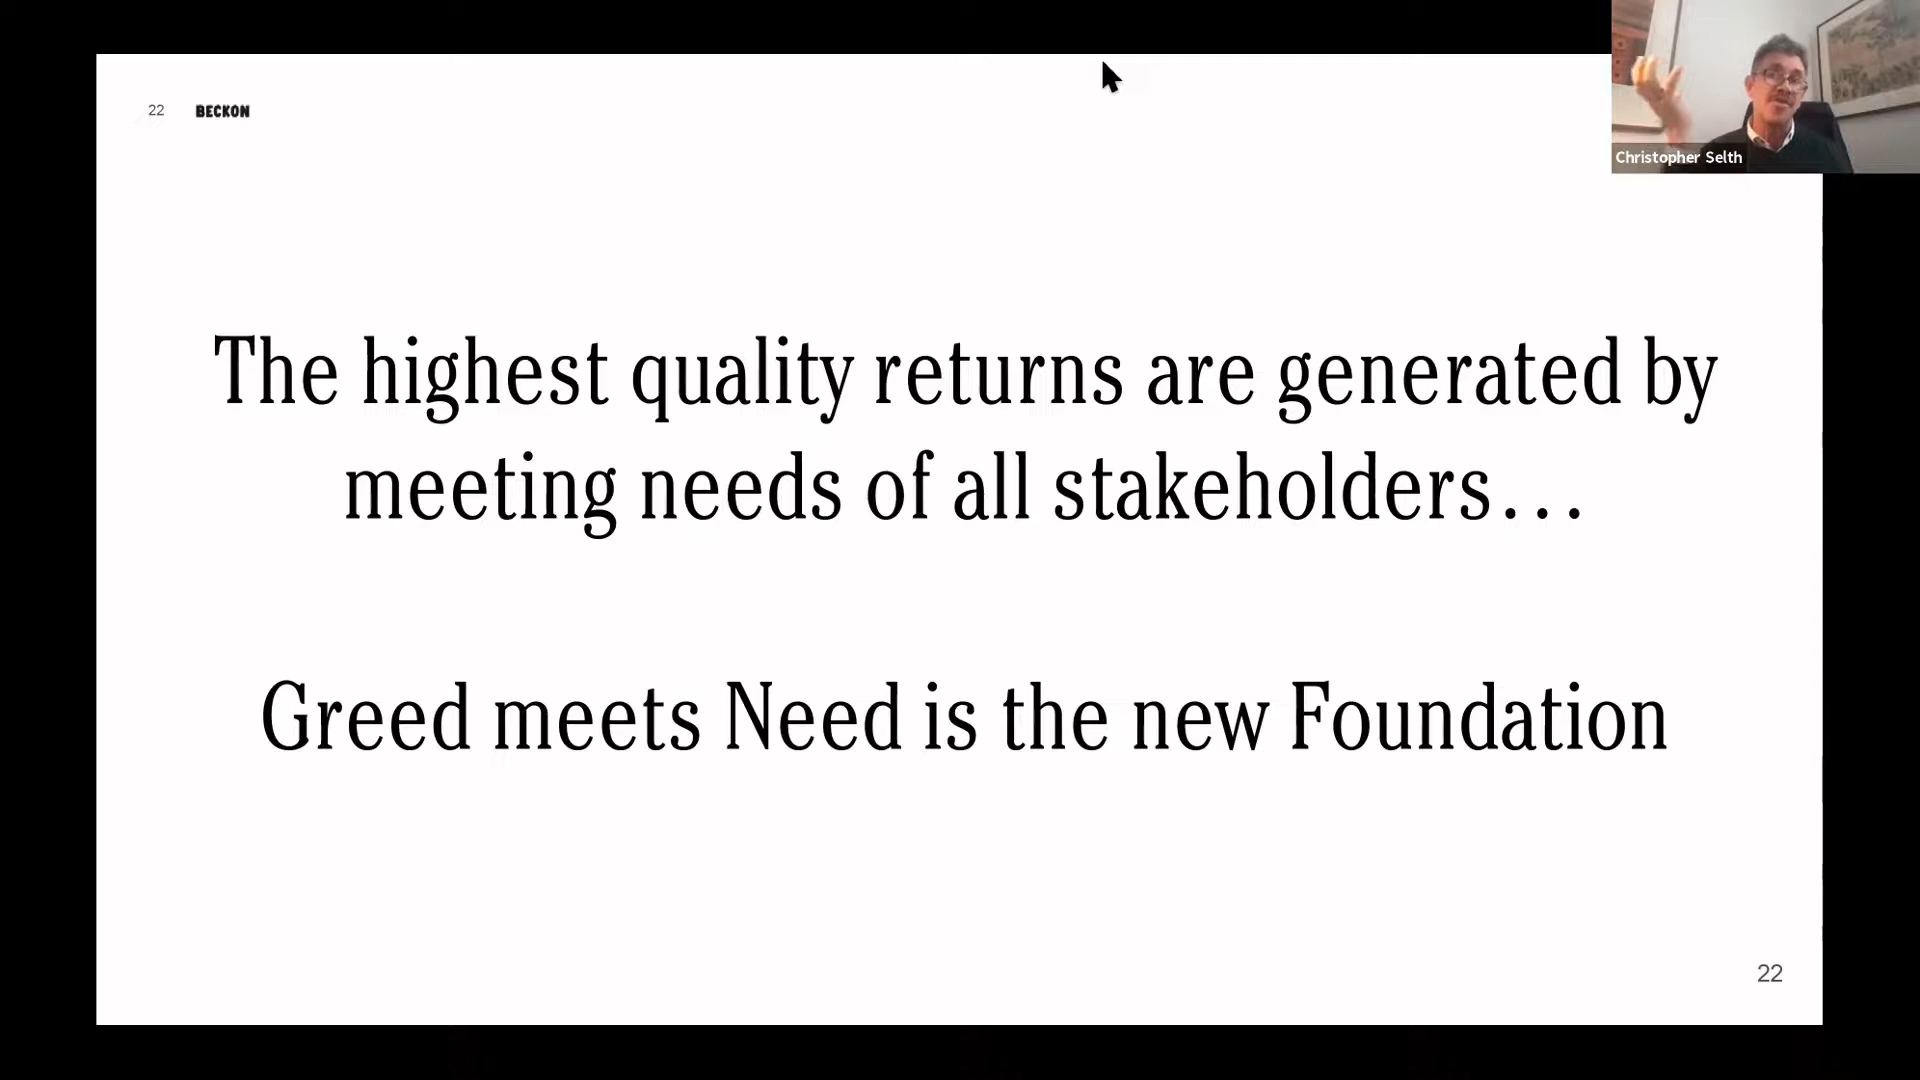 22 BECKON
Christopher Selth
The highest quality returns are generated by
meeting needs of all stakeholders...
Greed meets Need is the new Foundation
22